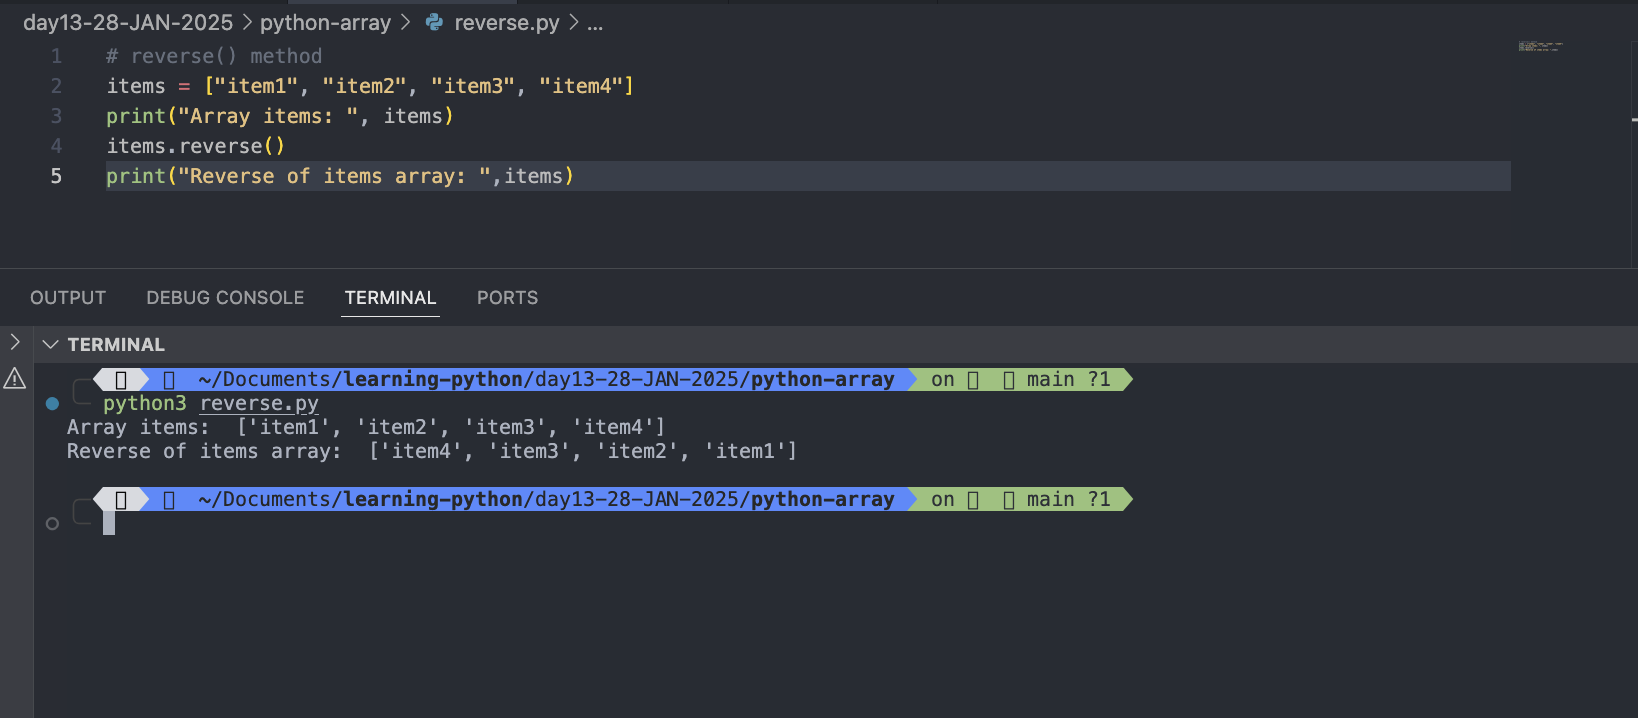 day13-28-JAN-2025 > python-array > reverse.py > ...
1 # reverse() method
2 items = ["item1", "item2", "item3", "item4"]
3 print("Array items: ", items)
4 items.reverse()
5 print("Reverse of items array: ",items)
OUTPUT DEBUG CONSOLE TERMINAL PORTS
TERMINAL
~/Documents/learning-python/day13-28-JAN-2025/python-array on main ?1
python3 reverse.py
Array items:  ['item1', 'item2', 'item3', 'item4']
Reverse of items array:  ['item4', 'item3', 'item2', 'item1']
~/Documents/learning-python/day13-28-JAN-2025/python-array on main ?1